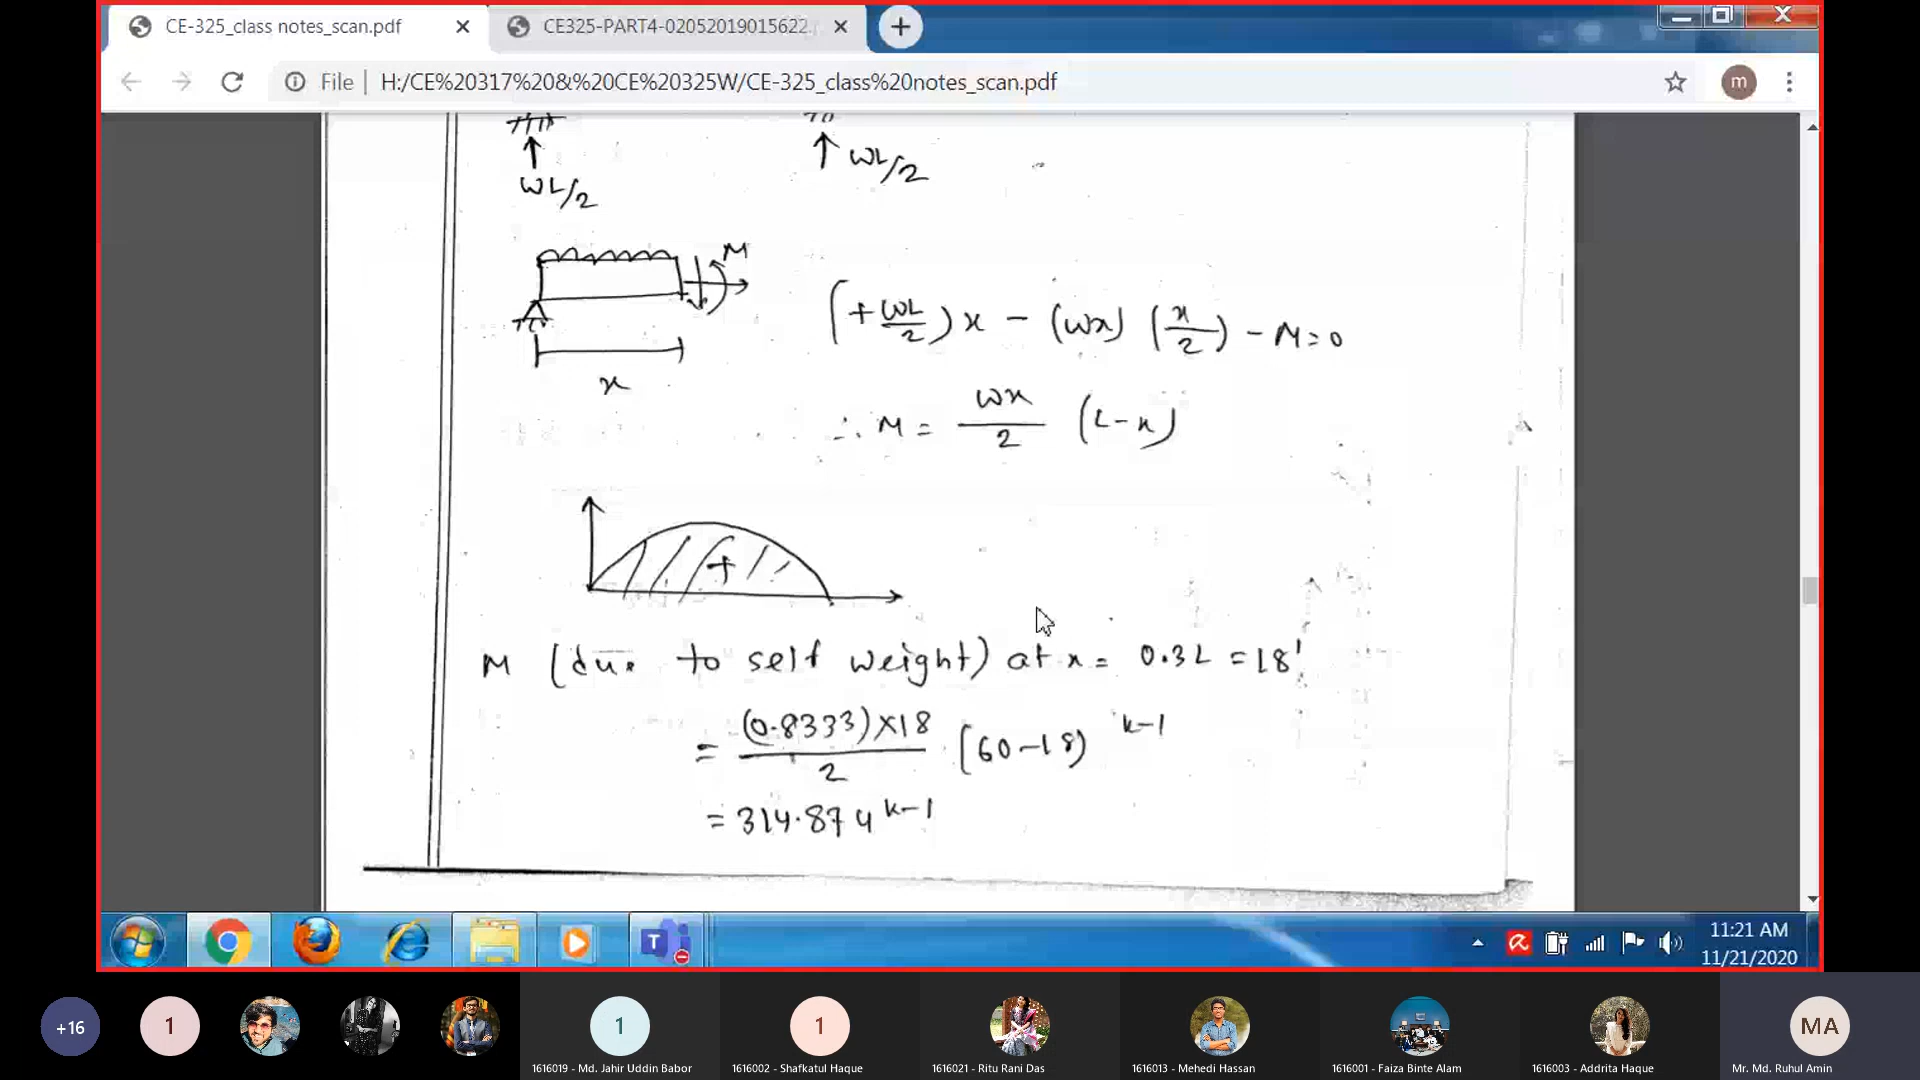 CE-325_class notes_scan.pdf
CE325-PART4-02052019015622.
File | H:/CE%20317%20&%20CE%20325W/CE-325_class%20notes_scan.pdf
m
WL/2
WL/2
M
x
(+WL/2)x - (wx) (x/2) - M=0
∴ M = wx/2 (L-x)
+
M (due to self weight) at x = 0.3L = 18'
= (0.8333)×18/2 (60-18) k-1
= 314.874 k-1
T
11:21 AM
11/21/2020
+16
1
1
1
MA
1616019 - Md. Jahir Uddin Babor
1616002 - Shafkatul Haque
1616021 - Ritu Rani Das
1616013 - Mehedi Hassan
1616001 - Faiza Binte Alam
1616003 - Addrita Haque
Mr. Md. Ruhul Amin